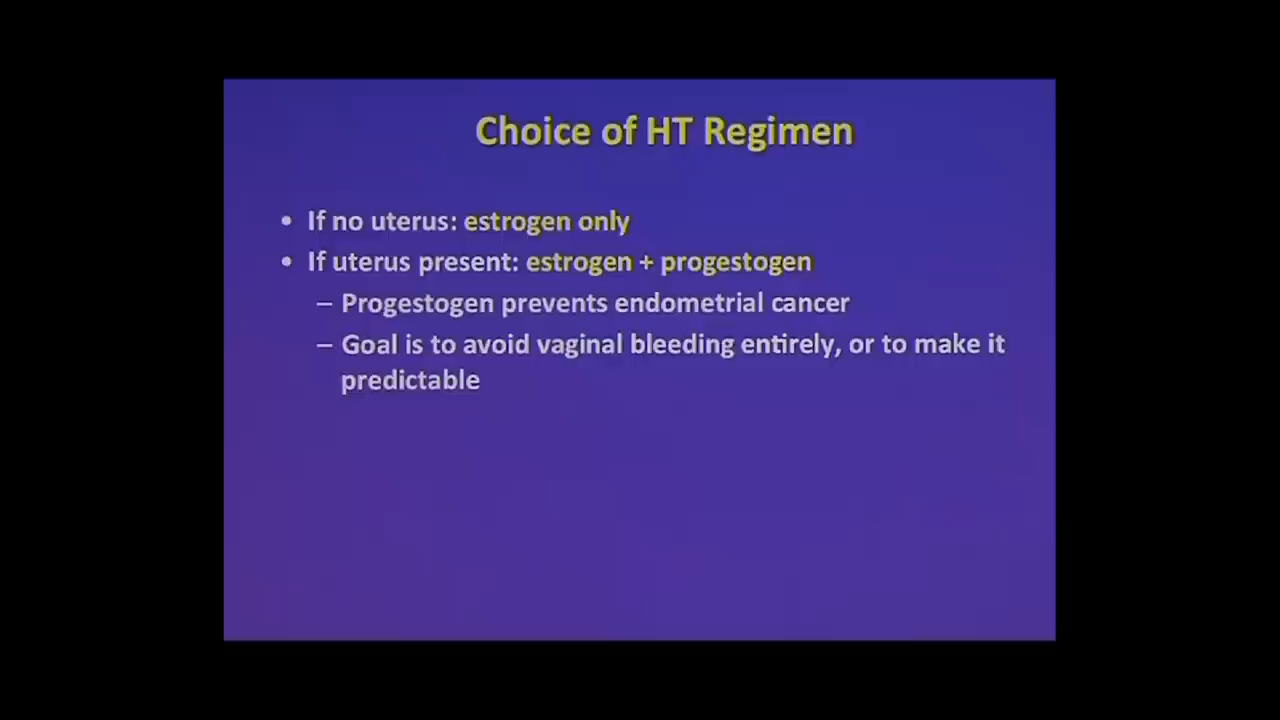 Choice of HT Regimen
• If no uterus: estrogen only
• If uterus present: estrogen + progestogen
– Progestogen prevents endometrial cancer
– Goal is to avoid vaginal bleeding entirely, or to make it
predictable